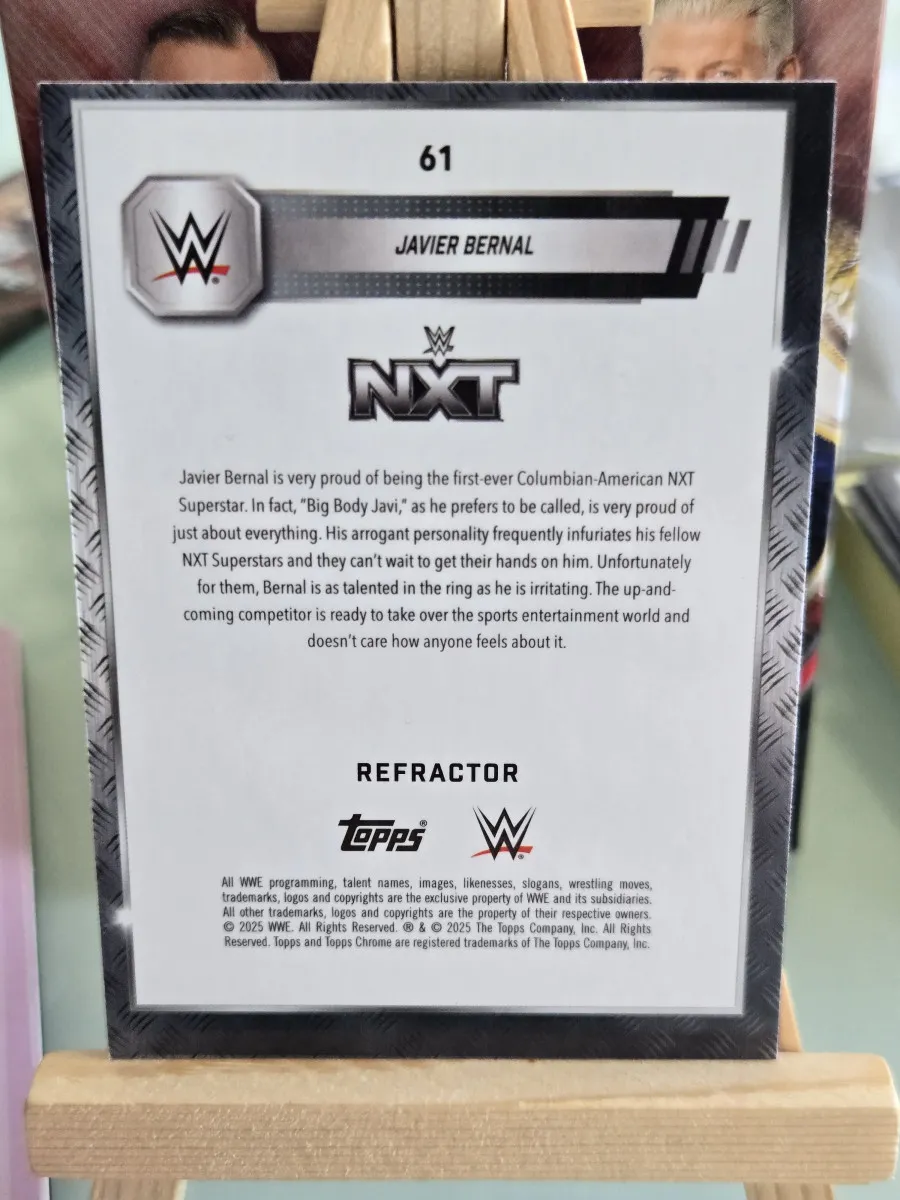 61
W
JAVIER BERNAL
W
NXT
Javier Bernal is very proud of being the first-ever Columbian-American NXT
Superstar. In fact, "Big Body Javi," as he prefers to be called, is very proud of
just about everything. His arrogant personality frequently infuriates his fellow
NXT Superstars and they can't wait to get their hands on him. Unfortunately
for them, Bernal is as talented in the ring as he is irritating. The up-and-
coming competitor is ready to take over the sports entertainment world and
doesn't care how anyone feels about it.
REFRACTOR
Topps® W®
All WWE programming, talent names, images, likenesses, slogans, wrestling moves,
trademarks, logos and copyrights are the exclusive property of WWE and its subsidiaries.
All other trademarks, logos and copyrights are the property of their respective owners.
© 2025 WWE. All Rights Reserved. ® & © 2025 The Topps Company, Inc. All Rights
Reserved. Topps and Topps Chrome are registered trademarks of The Topps Company, Inc.